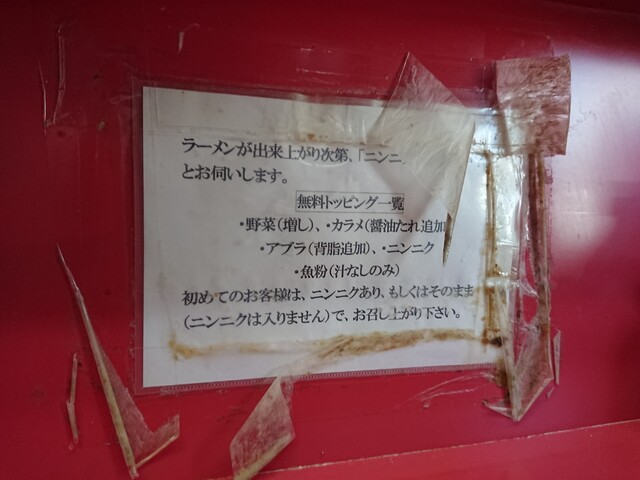 ラーメンが出来上がり次第、「ニンニ
とお伺いします。
無料トッピング一覧
・野菜(増し)、・カラメ(醤油たれ追加
・アブラ(背脂追加)、・ニンニク
・魚粉(汁なしのみ)
初めてのお客様は、ニンニクあり、もしくはそのまま
(ニンニクは入りません)で、お召し上がり下さい。